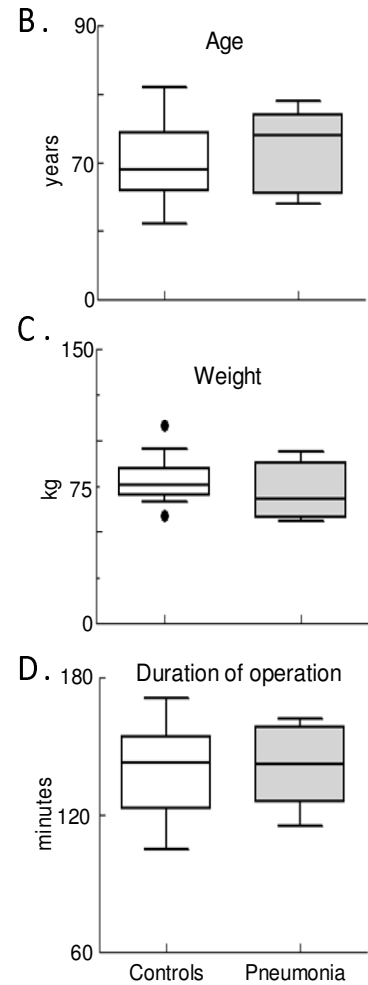 B.
90
Age
years
70
0
C.
150
Weight
kg
75
0
D.
180
Duration of operation
minutes
120
60
Controls Pneumonia